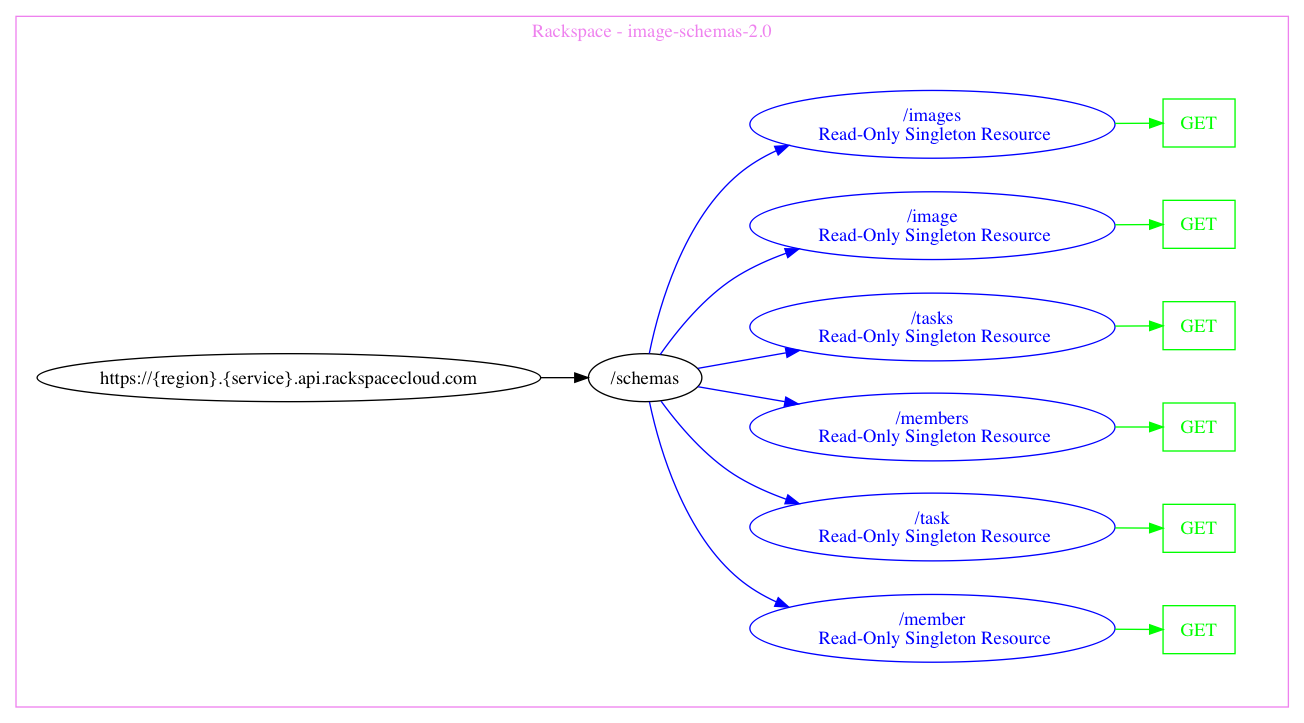 Rackspace - image-schemas-2.0
/images
Read-Only Singleton Resource
GET
/image
Read-Only Singleton Resource
GET
/tasks
Read-Only Singleton Resource
GET
https://{region}.{service}.api.rackspacecloud.com
/schemas
/members
Read-Only Singleton Resource
GET
/task
Read-Only Singleton Resource
GET
/member
Read-Only Singleton Resource
GET